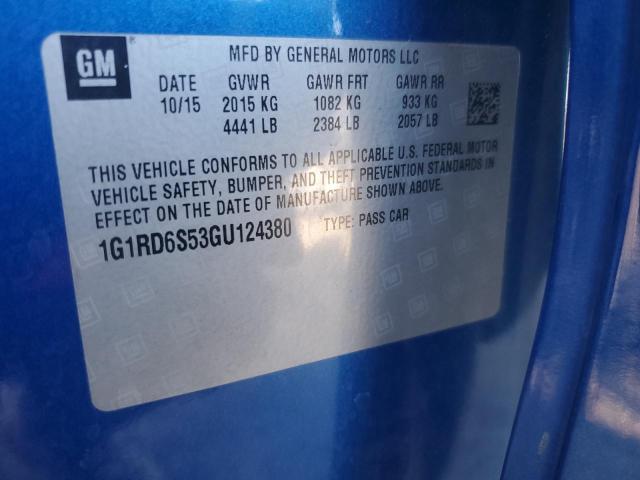 GM
MFD BY GENERAL MOTORS LLC
DATE GVWR GAWR FRT GAWR RR
10/15 2015 KG 1082 KG 933 KG
4441 LB 2384 LB 2057 LB
THIS VEHICLE CONFORMS TO ALL APPLICABLE U.S. FEDERAL MOTOR
VEHICLE SAFETY, BUMPER, AND THEFT PREVENTION STANDARDS IN
EFFECT ON THE DATE OF MANUFACTURE SHOWN ABOVE.
1G1RD6S53GU124380 TYPE: PASS CAR